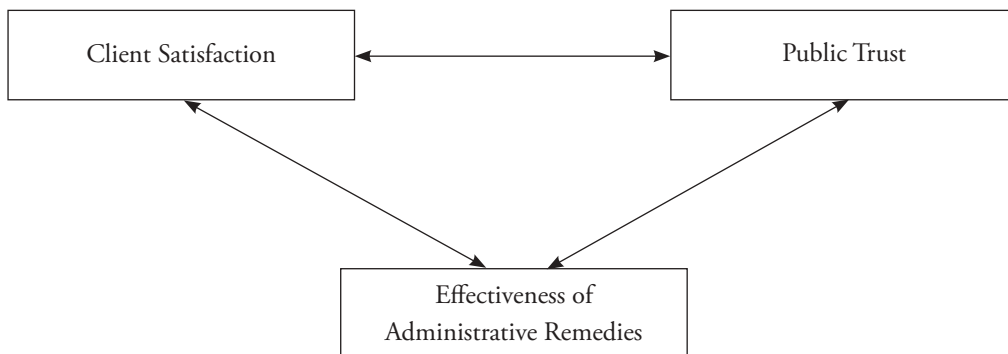 Client Satisfaction
Public Trust
Effectiveness of
Administrative Remedies